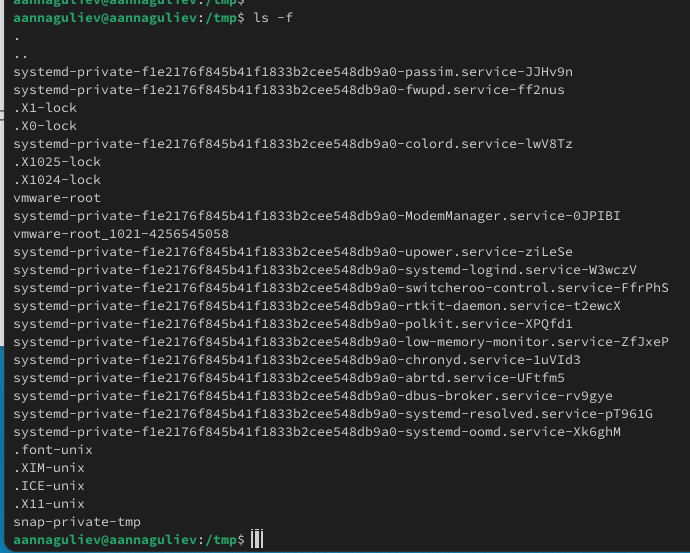 aannaguliev@aannaguliev:/tmp$
aannaguliev@aannaguliev:/tmp$ ls -f
.
..
systemd-private-f1e2176f845b41f1833b2cee548db9a0-passim.service-JJHv9n
systemd-private-f1e2176f845b41f1833b2cee548db9a0-fwupd.service-ff2nus
.X1-lock
.X0-lock
systemd-private-f1e2176f845b41f1833b2cee548db9a0-colord.service-lwV8Tz
.X1025-lock
.X1024-lock
vmware-root
systemd-private-f1e2176f845b41f1833b2cee548db9a0-ModemManager.service-0JPIBI
vmware-root_1021-4256545058
systemd-private-f1e2176f845b41f1833b2cee548db9a0-upower.service-ziLeSe
systemd-private-f1e2176f845b41f1833b2cee548db9a0-systemd-logind.service-W3wczV
systemd-private-f1e2176f845b41f1833b2cee548db9a0-switcheroo-control.service-FfrPhS
systemd-private-f1e2176f845b41f1833b2cee548db9a0-rtkit-daemon.service-t2ewcX
systemd-private-f1e2176f845b41f1833b2cee548db9a0-polkit.service-XPQfd1
systemd-private-f1e2176f845b41f1833b2cee548db9a0-low-memory-monitor.service-ZfJxeP
systemd-private-f1e2176f845b41f1833b2cee548db9a0-chronyd.service-1uVId3
systemd-private-f1e2176f845b41f1833b2cee548db9a0-abrtd.service-UFtfm5
systemd-private-f1e2176f845b41f1833b2cee548db9a0-dbus-broker.service-rv9gye
systemd-private-f1e2176f845b41f1833b2cee548db9a0-systemd-resolved.service-pT961G
systemd-private-f1e2176f845b41f1833b2cee548db9a0-systemd-oomd.service-Xk6ghM
.font-unix
.XIM-unix
.ICE-unix
.X11-unix
snap-private-tmp
aannaguliev@aannaguliev:/tmp$